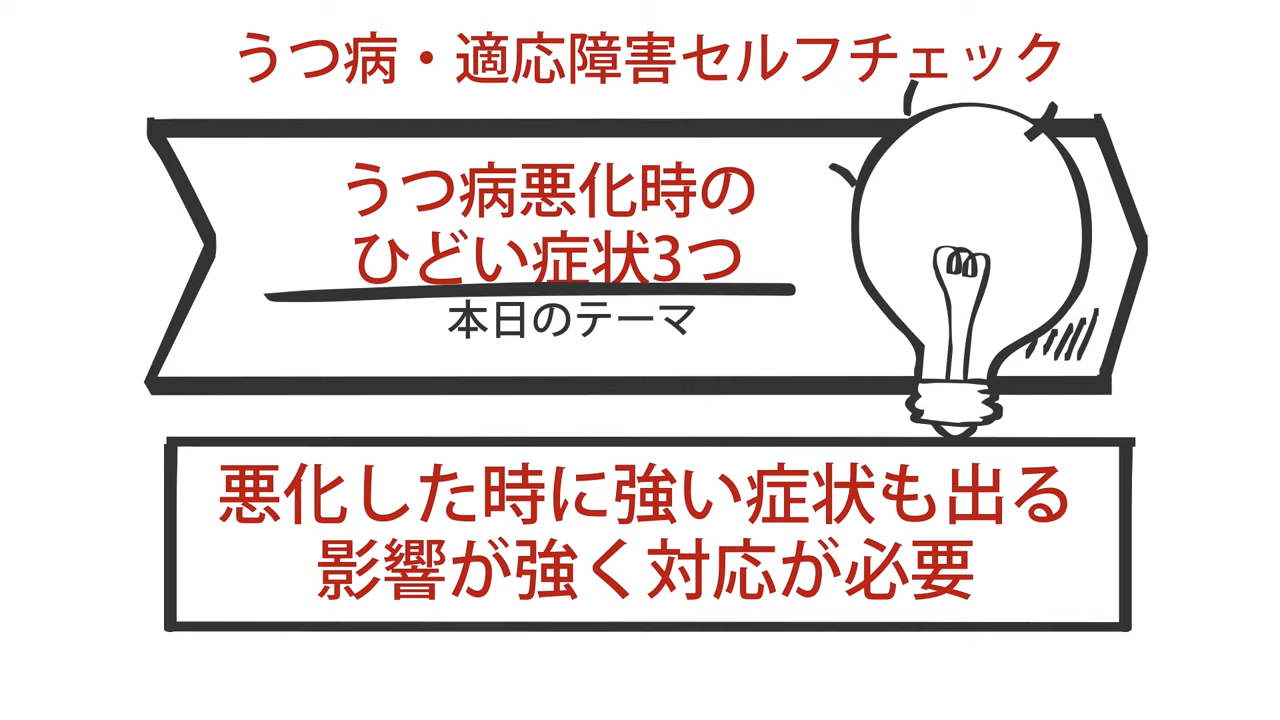 うつ病・適応障害セルフチェック
うつ病悪化時の
ひどい症状3つ
本日のテーマ
悪化した時に強い症状も出る
影響が強く対応が必要